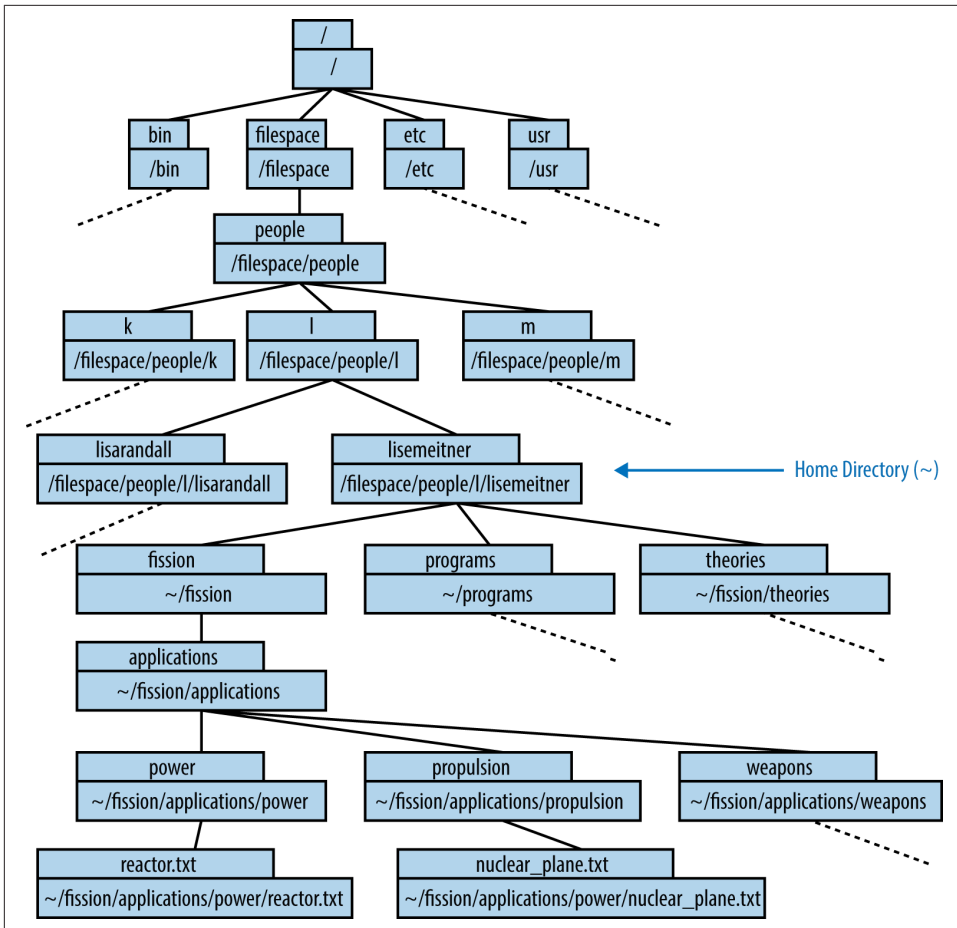 /
/
bin
/bin
filespace
/filespace
etc
/etc
usr
/usr
people
/filespace/people
k
/filespace/people/k
l
/filespace/people/l
m
/filespace/people/m
lisarandall
/filespace/people/l/lisarandall
lisemeitner
/filespace/people/l/lisemeitner
Home Directory (~)
fission
~/fission
programs
~/programs
theories
~/fission/theories
applications
~/fission/applications
power
~/fission/applications/power
propulsion
~/fission/applications/propulsion
weapons
~/fission/applications/weapons
reactor.txt
~/fission/applications/power/reactor.txt
nuclear_plane.txt
~/fission/applications/power/nuclear_plane.txt